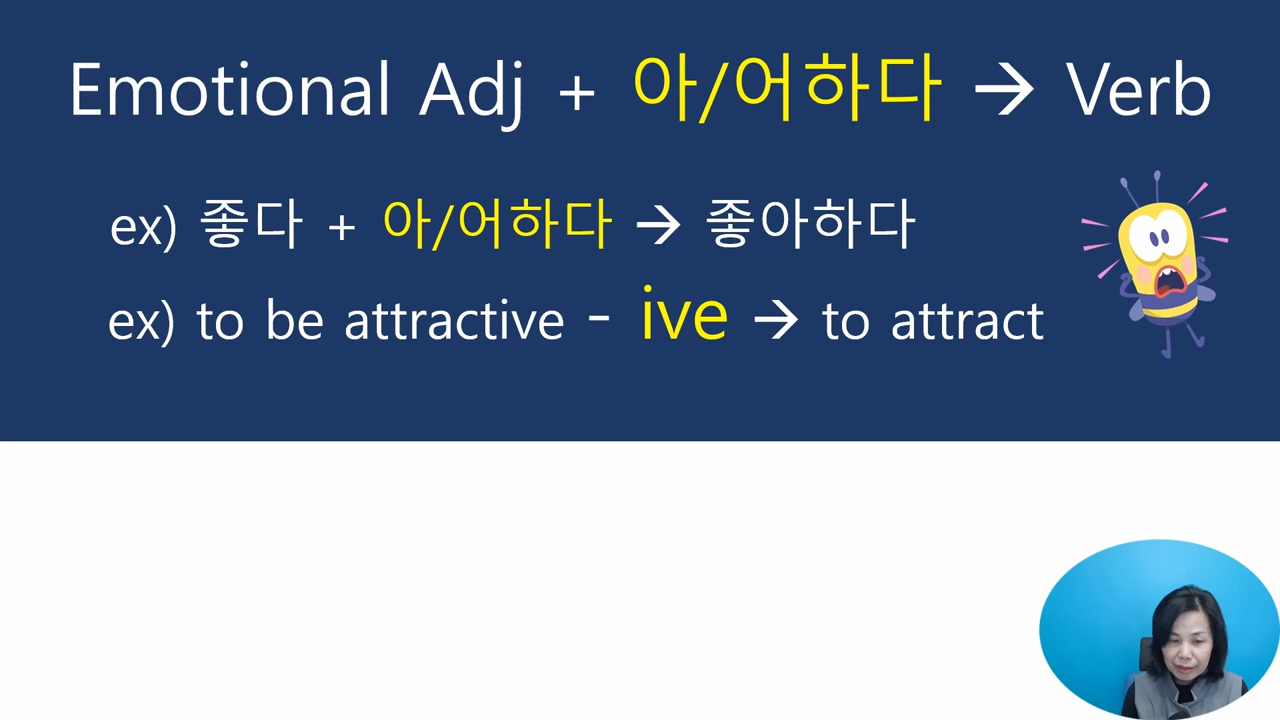 Emotional Adj + 아/어하다 → Verb
ex) 좋다 + 아/어하다 → 좋아하다
ex) to be attractive - ive → to attract